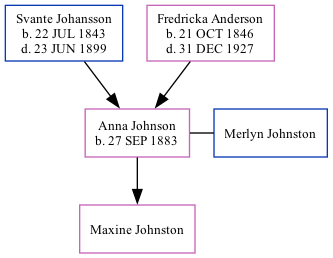 Svante Johansson
b. 22 JUL 1843
d. 23 JUN 1899
Fredricka Anderson
b. 21 OCT 1846
d. 31 DEC 1927
Anna Johnson
b. 27 SEP 1883
Merlyn Johnston
Maxine Johnston